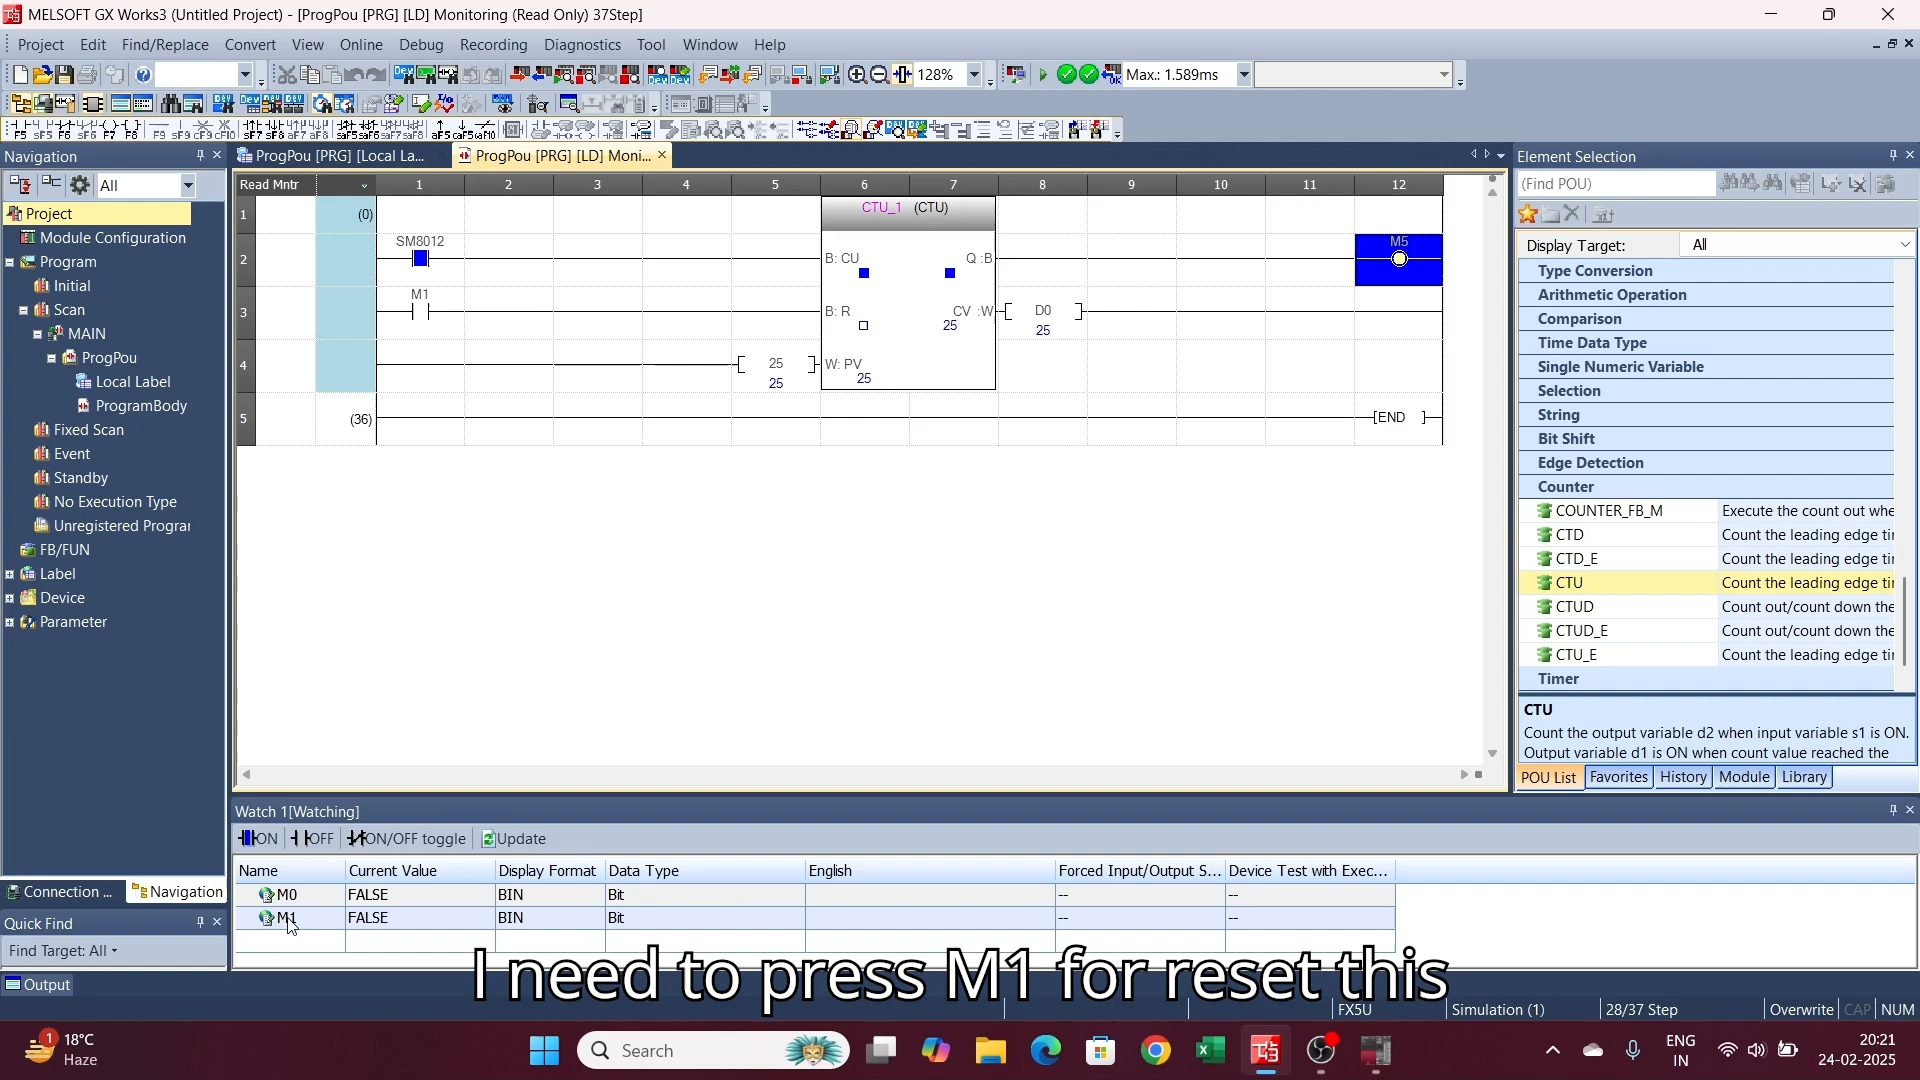 MELSOFT GX Works3 (Untitled Project) - [ProgPou [PRG] [LD] Monitoring (Read Only) 37Step]
Project Edit Find/Replace Convert View Online Debug Recording Diagnostics Tool Window Help
128% Max.: 1.589ms
Navigation
All
Project
Module Configuration
Program
Initial
Scan
MAIN
ProgPou
Local Label
ProgramBody
Fixed Scan
Event
Standby
No Execution Type
Unregistered Progra
FB/FUN
Label
Device
Parameter
Connection ... Navigation
Quick Find
Find Target: All
Output
ProgPou [PRG] [Local La... ProgPou [PRG] [LD] Moni...
Read Mntr 1 2 3 4 5 6 7 8 9 10 11 12
1 (0) CTU_1 (CTU)
SM8012 M5
2 B: CU Q :B
M1
3 B: R CV :W D0
25 25
4 25 W: PV
25 25
5 (36) [END ]
Element Selection
(Find POU)
Display Target: All
Type Conversion
Arithmetic Operation
Comparison
Time Data Type
Single Numeric Variable
Selection
String
Bit Shift
Edge Detection
Counter
COUNTER_FB_M Execute the count out whe
CTD Count the leading edge ti
CTD_E Count the leading edge ti
CTU Count the leading edge ti
CTUD Count out/count down the
CTUD_E Count out/count down the
CTU_E Count the leading edge ti
Timer
CTU
Count the output variable d2 when input variable s1 is ON.
Output variable d1 is ON when count value reached the
POU List Favorites History Module Library
Watch 1[Watching]
ON OFF ON/OFF toggle Update
Name Current Value Display Format Data Type English Forced Input/Output S... Device Test with Exec...
M0 FALSE BIN Bit -- --
M1 FALSE BIN Bit -- --
I need to press M1 for reset this
FX5U Simulation (1) 28/37 Step Overwrite CAP NUM
1 18°C
Haze
Search
ENG
IN
20:21
24-02-2025